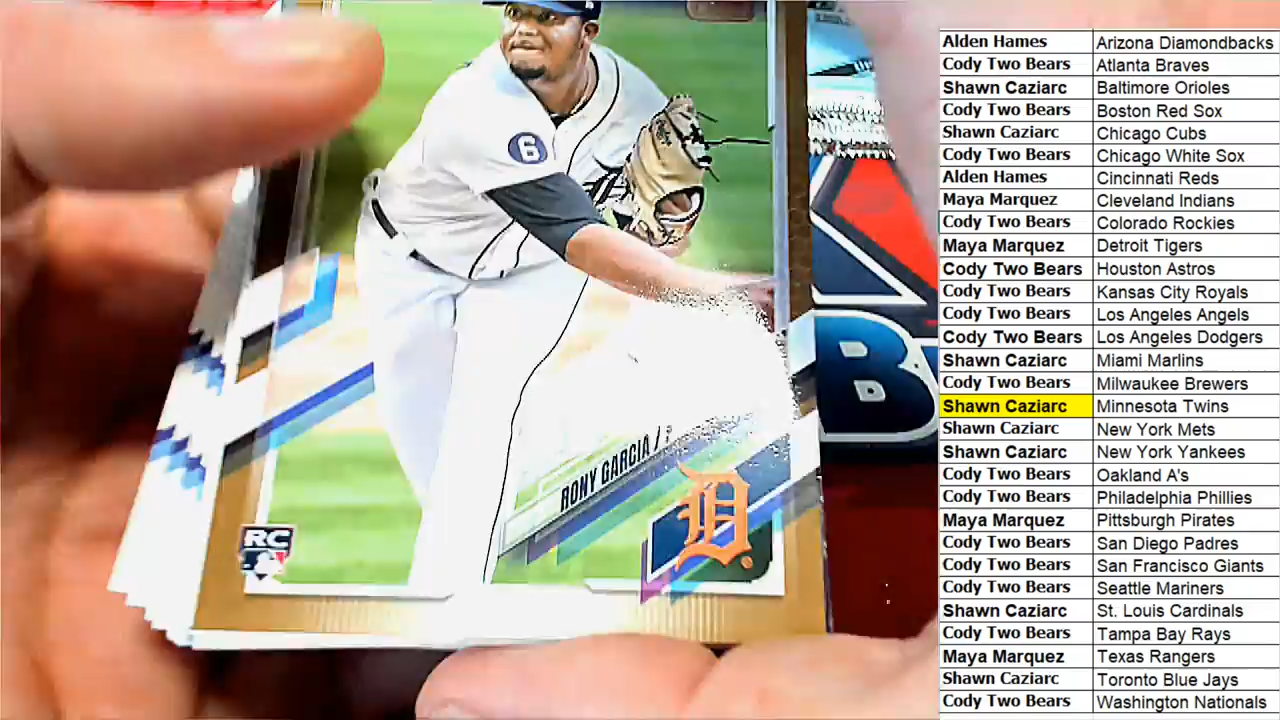 6
RONY GARCIA /
D
RC
B
Alden Hames Arizona Diamondbacks
Cody Two Bears Atlanta Braves
Shawn Caziarc Baltimore Orioles
Cody Two Bears Boston Red Sox
Shawn Caziarc Chicago Cubs
Cody Two Bears Chicago White Sox
Alden Hames Cincinnati Reds
Maya Marquez Cleveland Indians
Cody Two Bears Colorado Rockies
Maya Marquez Detroit Tigers
Cody Two Bears Houston Astros
Cody Two Bears Kansas City Royals
Cody Two Bears Los Angeles Angels
Cody Two Bears Los Angeles Dodgers
Shawn Caziarc Miami Marlins
Cody Two Bears Milwaukee Brewers
Shawn Caziarc Minnesota Twins
Shawn Caziarc New York Mets
Shawn Caziarc New York Yankees
Cody Two Bears Oakland A's
Cody Two Bears Philadelphia Phillies
Maya Marquez Pittsburgh Pirates
Cody Two Bears San Diego Padres
Cody Two Bears San Francisco Giants
Cody Two Bears Seattle Mariners
Shawn Caziarc St. Louis Cardinals
Cody Two Bears Tampa Bay Rays
Maya Marquez Texas Rangers
Shawn Caziarc Toronto Blue Jays
Cody Two Bears Washington Nationals